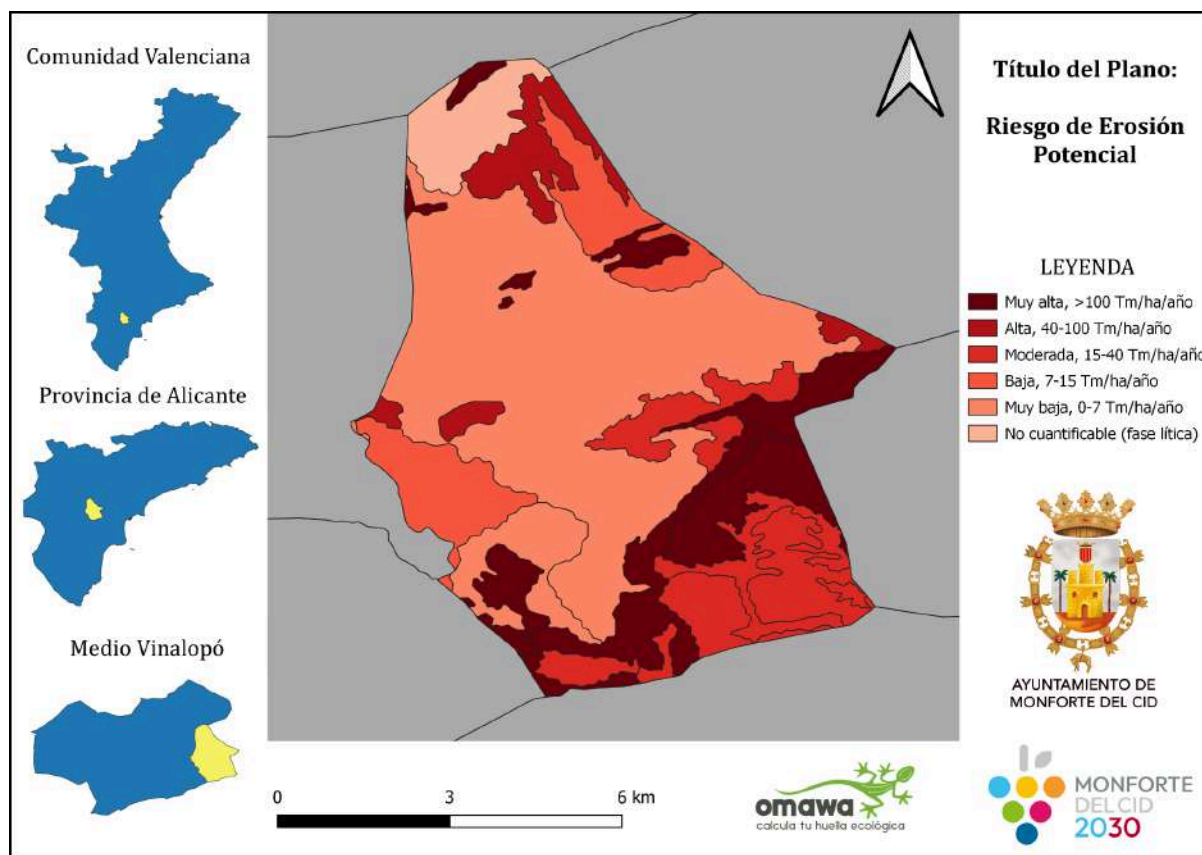 Comunidad Valenciana
Provincia de Alicante
Medio Vinalopó
0 3 6 km
omawa
calcula tu huella ecológica
Título del Plano:
Riesgo de Erosión
Potencial
LEYENDA
Muy alta, >100 Tm/ha/año
Alta, 40-100 Tm/ha/año
Moderada, 15-40 Tm/ha/año
Baja, 7-15 Tm/ha/año
Muy baja, 0-7 Tm/ha/año
No cuantificable (fase lítica)
AYUNTAMIENTO DE
MONFORTE DEL CID
MONFORTE
DEL CID
2030